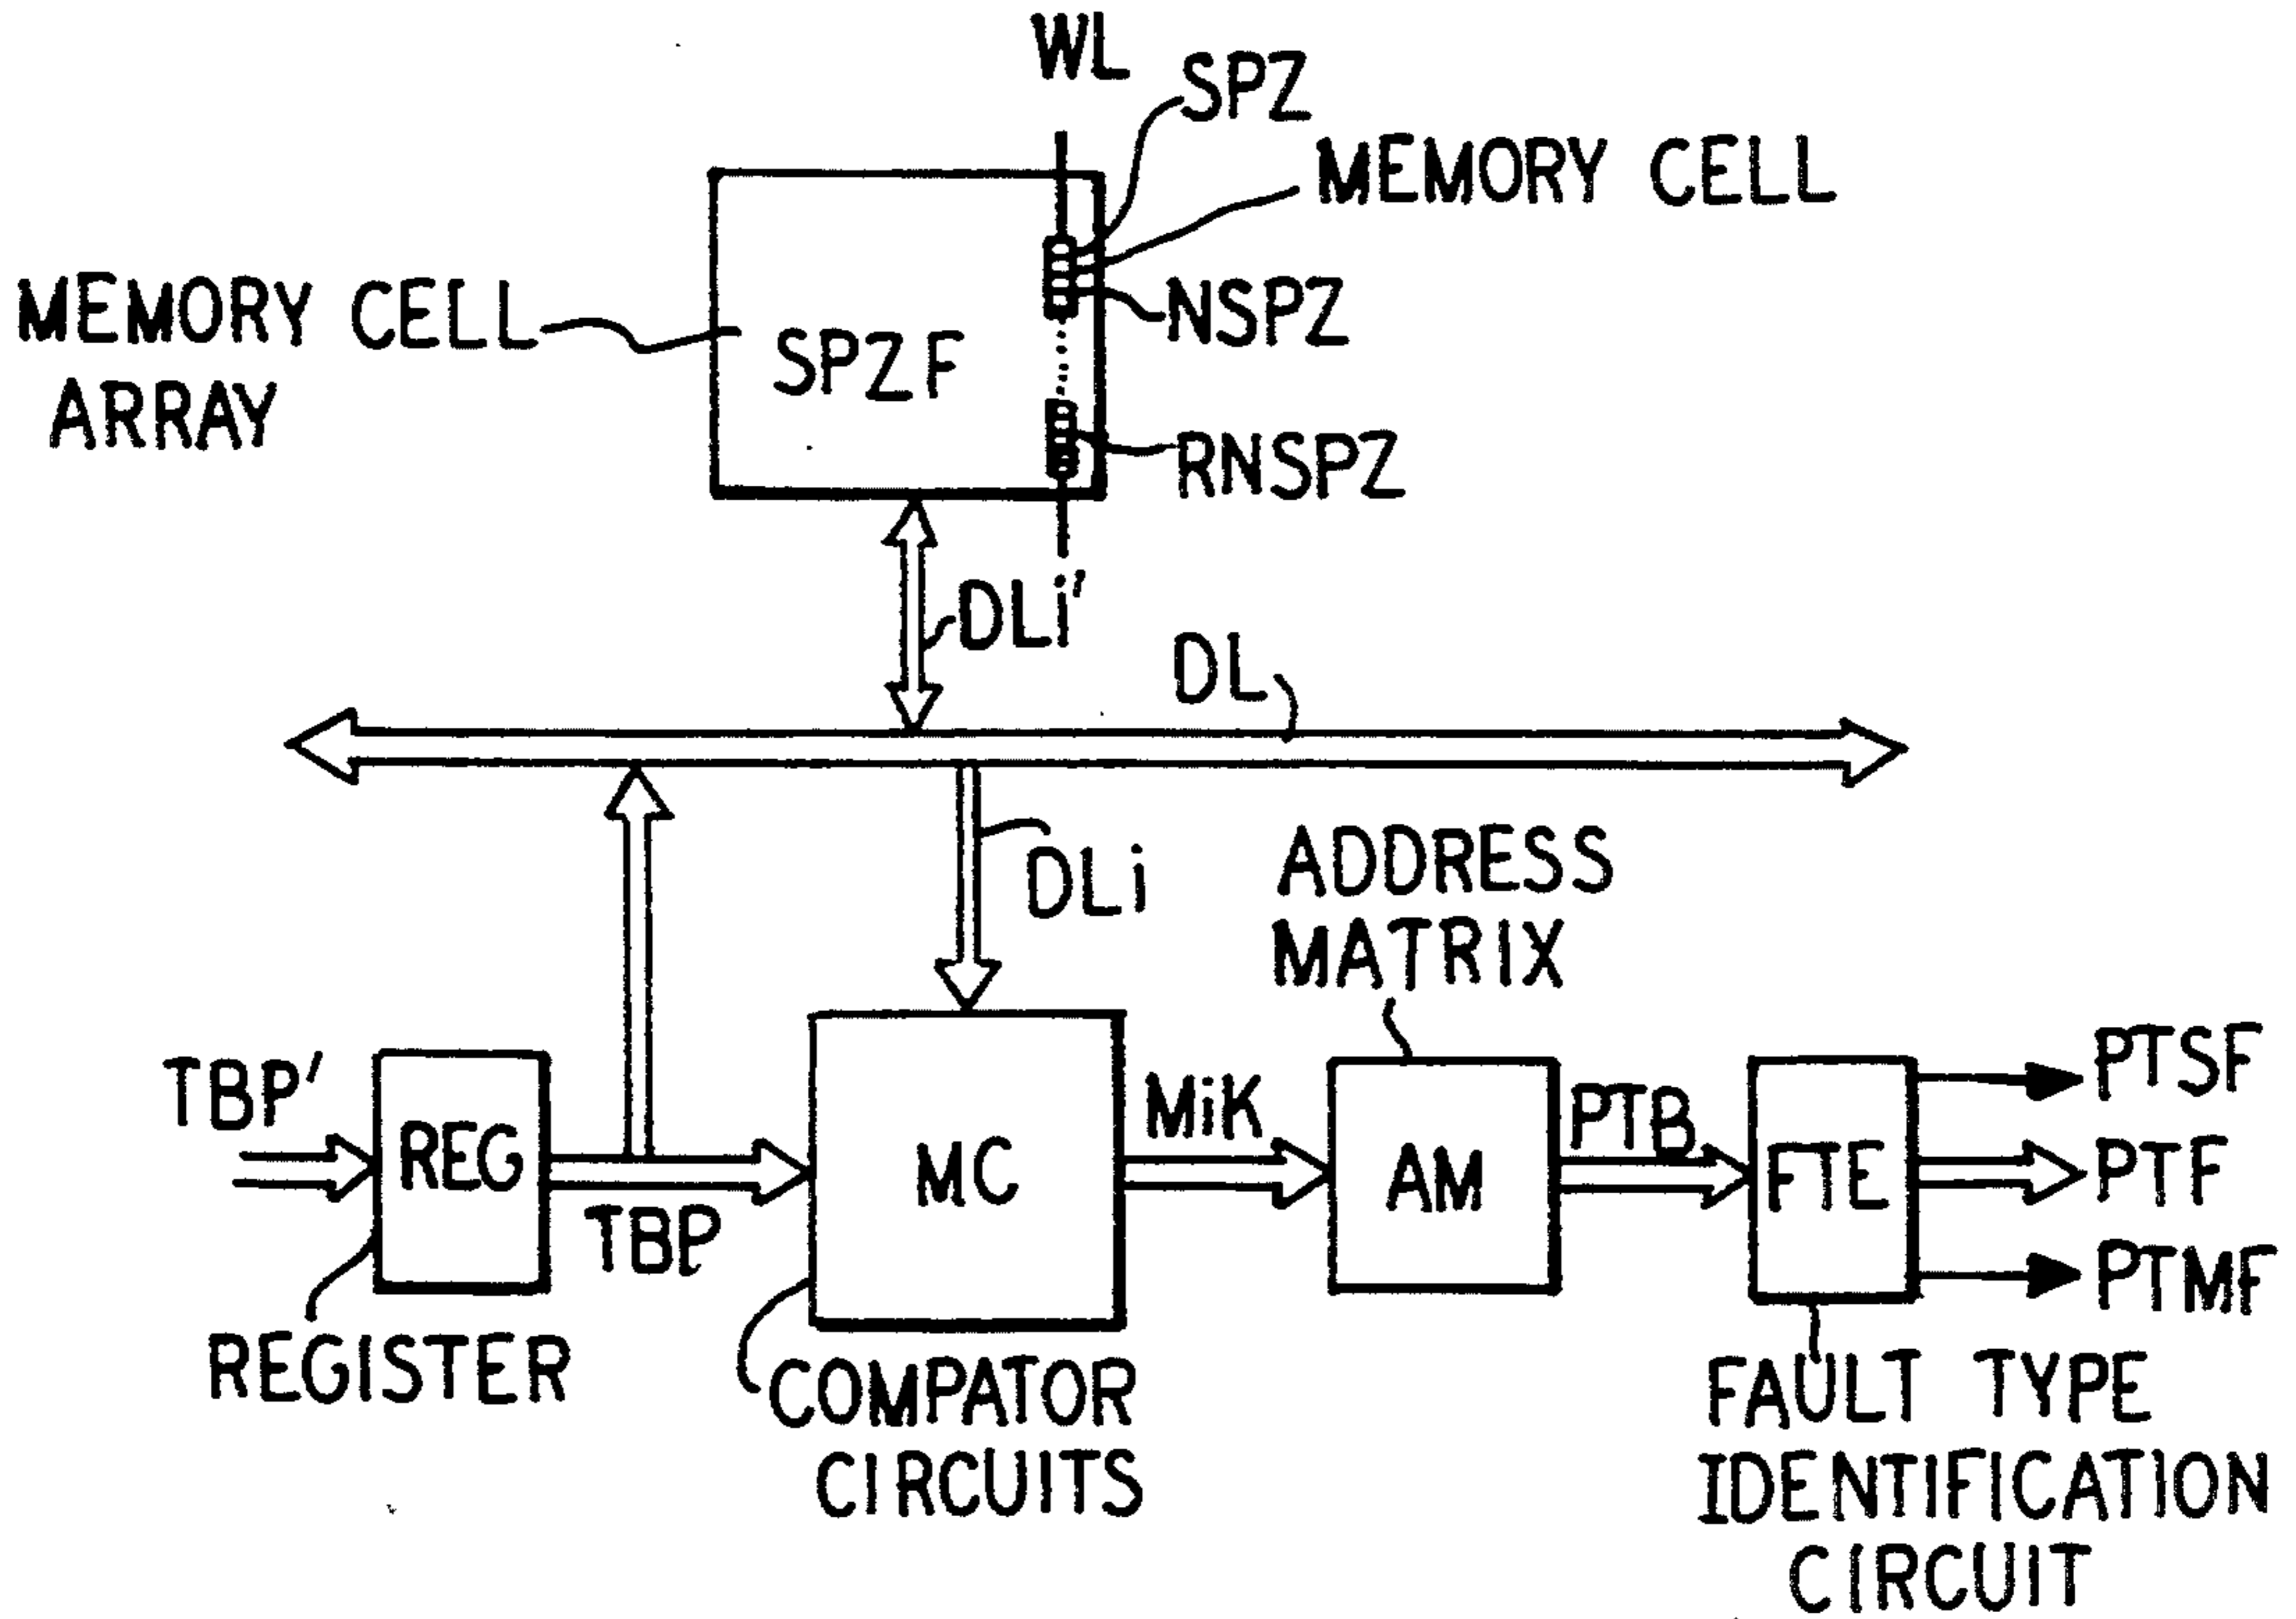 WL
SPZ
MEMORY CELL
MEMORY CELL
ARRAY
SPZF
NSPZ
RNSPZ
DLi'
DL
DLi
ADDRESS
MATRIX
TBP'
REG
TBP
MC
MiK
AM
PTB
FTE
PTSF
PTF
PTMF
REGISTER
COMPATOR
CIRCUITS
FAULT TYPE
IDENTIFICATION
CIRCUIT